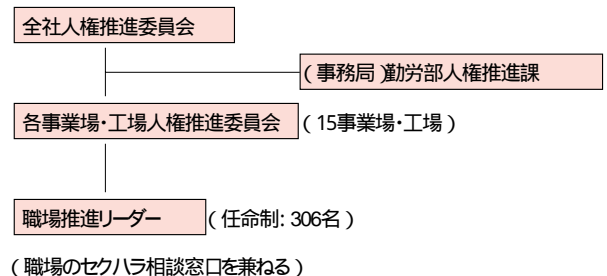 全社人権推進委員会
(事務局)勤労部人権推進課
各事業場・工場人権推進委員会 (15事業場・工場)
職場推進リーダー (任命制: 306名)
(職場のセクハラ相談窓口を兼ねる)